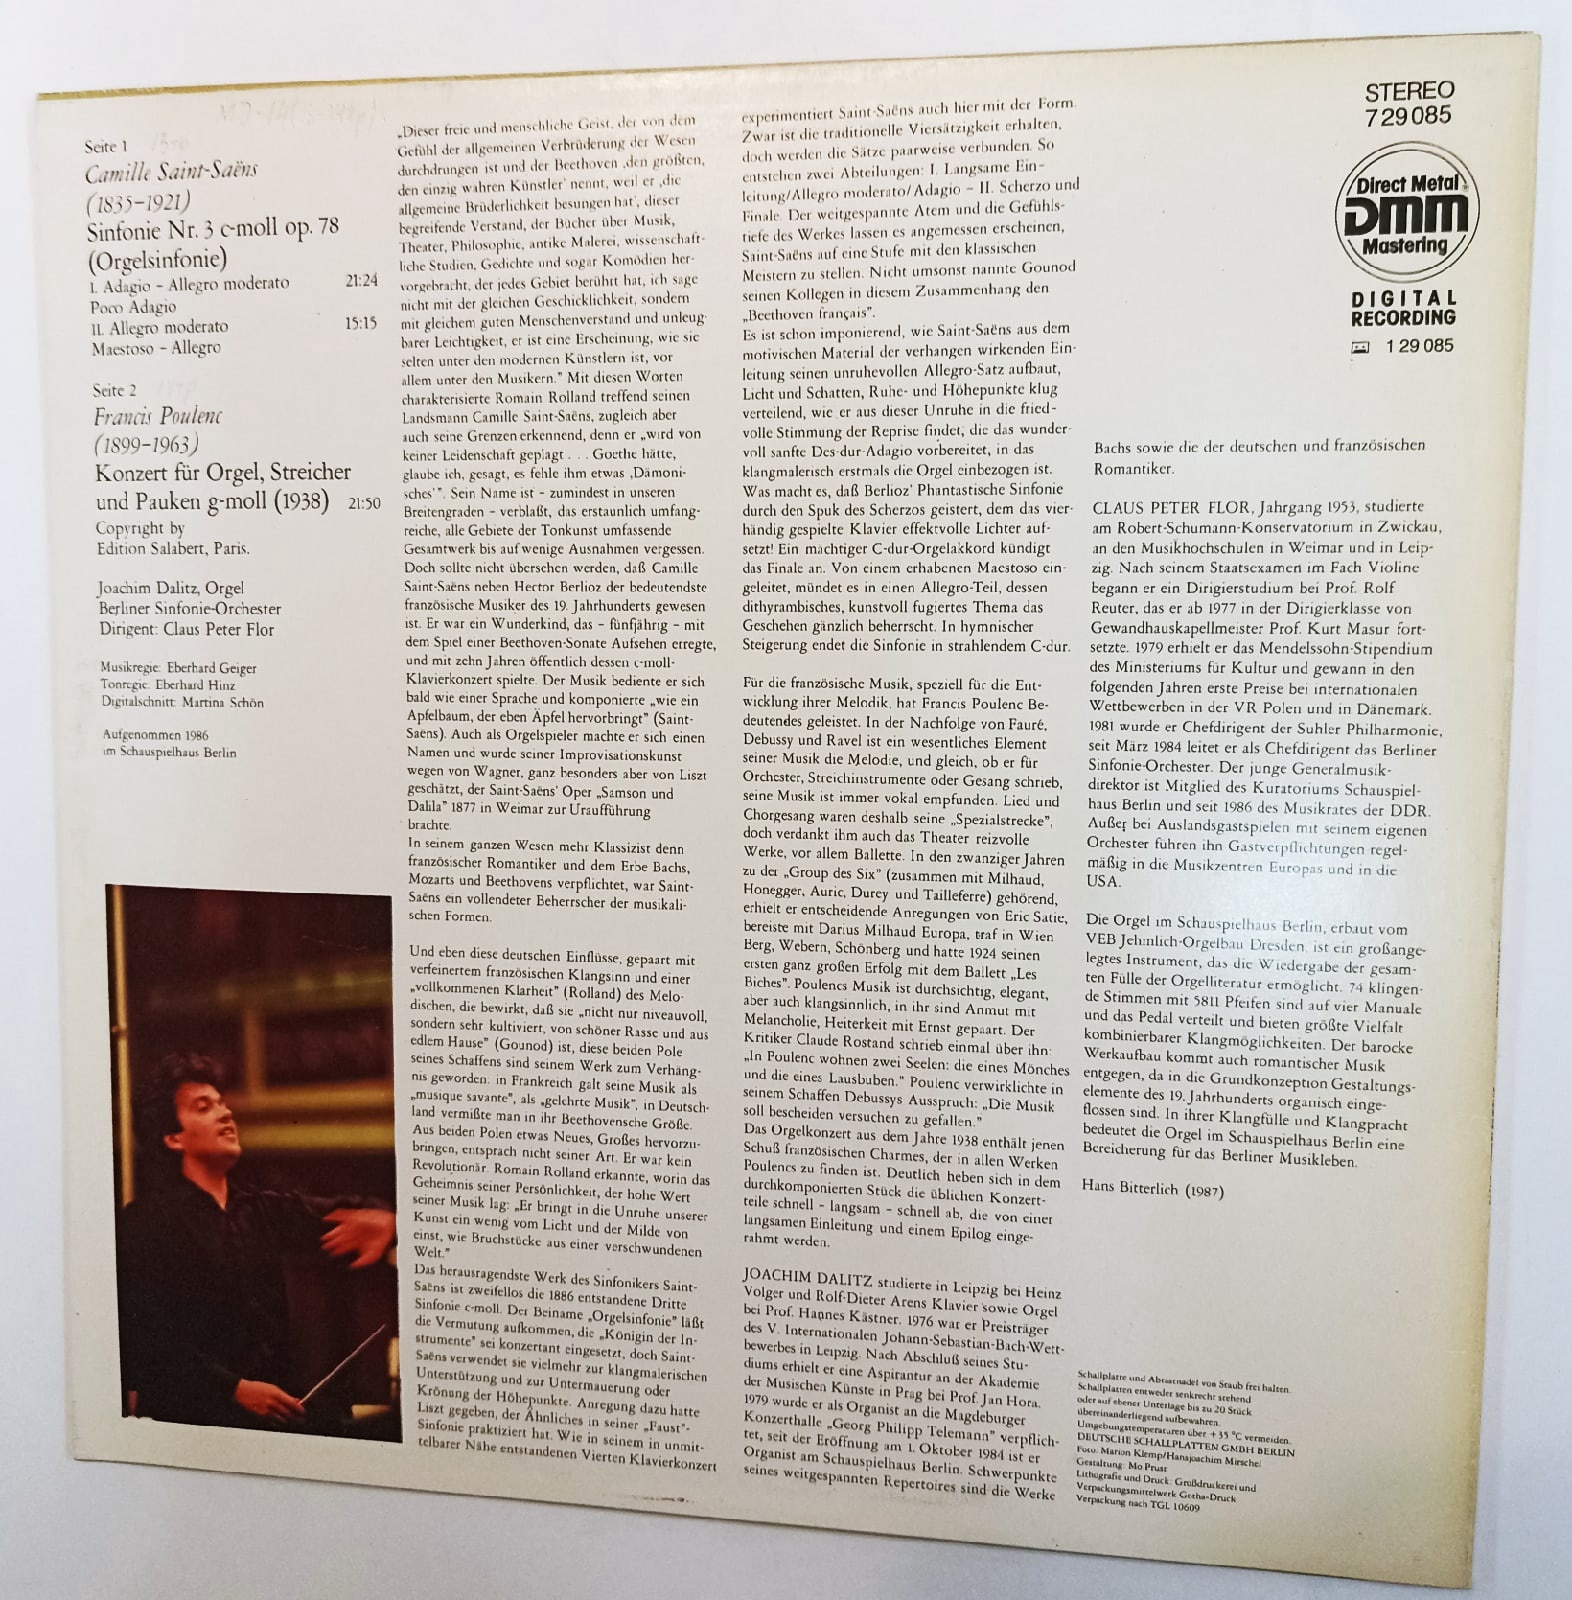 Seite 1
Camille Saint-Saëns
(1835–1921)
Sinfonie Nr. 3 c-moll op. 78
(Orgelsinfonie)
I. Adagio – Allegro moderato 21:24
Poco Adagio
II. Allegro moderato 15:15
Maestoso – Allegro
Seite 2
Francis Poulenc
(1899–1963)
Konzert für Orgel, Streicher
und Pauken g-moll (1938) 21:50
Copyright by
Edition Salabert, Paris.
Joachim Dalitz, Orgel
Berliner Sinfonie-Orchester
Dirigent: Claus Peter Flor
Musikregie: Eberhard Geiger
Tonregie: Eberhard Hinz
Digitalschnitt: Martina Schön
Aufgenommen 1986
im Schauspielhaus Berlin
„Dieser freie und menschliche Geist, der von dem
Gefühl der allgemeinen Verbrüderung der Wesen
durchdrungen ist und der Beethoven ‚den größten,
den einzig wahren Künstler‘ nennt, weil er ‚die
allgemeine Brüderlichkeit besungen hat‘, dieser
begreifende Verstand, der Bücher über Musik,
Theater, Philosophie, antike Malerei, wissenschaft-
liche Studien, Gedichte und sogar Komödien her-
vorgebracht, der jedes Gebiet berührt hat, ich sage
nicht mit der gleichen Geschicklichkeit, sondern
mit gleichem guten Menschenverstand und unleug-
barer Leichtigkeit, er ist eine Erscheinung, wie sie
selten unter den modernen Künstlern ist, vor
allem unter den Musikern.“ Mit diesen Worten
charakterisierte Romain Rolland treffend seinen
Landsmann Camille Saint-Saëns, zugleich aber
auch seine Grenzen erkennend, denn er „wird von
keiner Leidenschaft geplagt . . . Goethe hätte,
glaube ich, gesagt, es fehle ihm etwas ‚Dämoni-
sches‘“. Sein Name ist – zumindest in unseren
Breitengraden – verblaßt, das erstaunlich umfang-
reiche, alle Gebiete der Tonkunst umfassende
Gesamtwerk bis auf wenige Ausnahmen vergessen.
Doch sollte nicht übersehen werden, daß Camille
Saint-Saëns neben Hector Berlioz der bedeutendste
französische Musiker des 19. Jahrhunderts gewesen
ist. Er war ein Wunderkind, das – fünfjährig – mit
dem Spiel einer Beethoven-Sonate Aufsehen erregte,
und mit zehn Jahren öffentlich dessen c-moll-
Klavierkonzert spielte. Der Musik bediente er sich
bald wie einer Sprache und komponierte „wie ein
Apfelbaum, der eben Äpfel hervorbringt“ (Saint-
Saëns). Auch als Orgelspieler machte er sich einen
Namen und wurde seiner Improvisationskunst
wegen von Wagner, ganz besonders aber von Liszt
geschätzt, der Saint-Saëns’ Oper „Samson und
Dalila“ 1877 in Weimar zur Uraufführung
brachte.
In seinem ganzen Wesen mehr Klassizist denn
französischer Romantiker und dem Erbe Bachs,
Mozarts und Beethovens verpflichtet, war Saint-
Saëns ein vollendeter Beherrscher der musikali-
schen Formen.
Und eben diese deutschen Einflüsse, gepaart mit
verfeinertem französischen Klangsinn und einer
„vollkommenen Klarheit“ (Rolland) des Melo-
dischen, die bewirkt, daß sie „nicht nur niveauvoll,
sondern sehr kultiviert, von schöner Rasse und aus
edlem Hause“ (Gounod) ist, diese beiden Pole
seines Schaffens sind seinem Werk zum Verhäng-
nis geworden: in Frankreich galt seine Musik als
„musique savante“, als „gelehrte Musik“, in Deutsch-
land vermißte man in ihr Beethovensche Größe.
Aus beiden Polen etwas Neues, Großes hervorzu-
bringen, entsprach nicht seiner Art. Er war kein
Revolutionär. Romain Rolland erkannte, worin das
Geheimnis seiner Persönlichkeit, der hohe Wert
seiner Musik lag: „Er bringt in die Unruhe unserer
Kunst ein wenig vom Licht und der Milde von
einst, wie Bruchstücke aus einer verschwundenen
Welt.“
Das herausragendste Werk des Sinfonikers Saint-
Saëns ist zweifellos die 1886 entstandene Dritte
Sinfonie c-moll. Der Beiname „Orgelsinfonie“ läßt
die Vermutung aufkommen, die „Königin der In-
strumente“ sei konzertant eingesetzt, doch Saint-
Saëns verwendet sie vielmehr zur klangmalerischen
Unterstützung und zur Untermauerung oder
Krönung der Höhepunkte. Anregung dazu hatte
Liszt gegeben, der Ähnliches in seiner „Faust“-
Sinfonie praktiziert hat. Wie in seinem in unmit-
telbarer Nähe entstandenen Vierten Klavierkonzert
experimentiert Saint-Saëns auch hier mit der Form.
Zwar ist die traditionelle Viersätzigkeit erhalten,
doch werden die Sätze paarweise verbunden. So
entstehen zwei Abteilungen: I. Langsame Ein-
leitung/Allegro moderato/Adagio – II. Scherzo und
Finale. Der weitgespannte Atem und die Gefühls-
tiefe des Werkes lassen es angemessen erscheinen,
Saint-Saëns auf eine Stufe mit den klassischen
Meistern zu stellen. Nicht umsonst nannte Gounod
seinen Kollegen in diesem Zusammenhang den
„Beethoven français“.
Es ist schon imponierend, wie Saint-Saëns aus dem
motivischen Material der verhangen wirkenden Ein-
leitung seinen unruhevollen Allegro-Satz aufbaut,
Licht und Schatten, Ruhe- und Höhepunkte klug
verteilend, wie er aus dieser Unruhe in die fried-
volle Stimmung der Reprise findet, die das wunder-
voll sanfte Des-dur-Adagio vorbereitet, in das
klangmalerisch erstmals die Orgel einbezogen ist.
Was macht es, daß Berlioz’ Phantastische Sinfonie
durch den Spuk des Scherzos geistert, dem das vier-
händig gespielte Klavier effektvolle Lichter auf-
setzt! Ein mächtiger C-dur-Orgelakkord kündigt
das Finale an. Von einem erhabenen Maestoso ein-
geleitet, mündet es in einen Allegro-Teil, dessen
dithyrambisches, kunstvoll fugiertes Thema das
Geschehen gänzlich beherrscht. In hymnischer
Steigerung endet die Sinfonie in strahlendem C-dur.
Für die französische Musik, speziell für die Ent-
wicklung ihrer Melodik, hat Francis Poulenc Be-
deutendes geleistet. In der Nachfolge von Fauré,
Debussy und Ravel ist ein wesentliches Element
seiner Musik die Melodie, und gleich, ob er für
Orchester, Streichinstrumente oder Gesang schrieb,
seine Musik ist immer vokal empfunden. Lied und
Chorgesang waren deshalb seine „Spezialstrecke“,
doch verdankt ihm auch das Theater reizvolle
Werke, vor allem Ballette. In den zwanziger Jahren
zu der „Group des Six“ (zusammen mit Milhaud,
Honegger, Auric, Durey und Tailleferre) gehörend,
erhielt er entscheidende Anregungen von Eric Satie,
bereiste mit Darius Milhaud Europa, traf in Wien
Berg, Webern, Schönberg und hatte 1924 seinen
ersten ganz großen Erfolg mit dem Ballett „Les
Biches“. Poulencs Musik ist durchsichtig, elegant,
aber auch klangsinnlich, in ihr sind Anmut mit
Melancholie, Heiterkeit mit Ernst gepaart. Der
Kritiker Claude Rostand schrieb einmal über ihn:
„In Poulenc wohnen zwei Seelen: die eines Mönches
und die eines Lausbuben.“ Poulenc verwirklichte in
seinem Schaffen Debussys Ausspruch: „Die Musik
soll bescheiden versuchen zu gefallen.“
Das Orgelkonzert aus dem Jahre 1938 enthält jenen
Schuß französischen Charmes, der in allen Werken
Poulencs zu finden ist. Deutlich heben sich in dem
durchkomponierten Stück die üblichen Konzert-
teile schnell – langsam – schnell ab, die von einer
langsamen Einleitung und einem Epilog einge-
rahmt werden.
JOACHIM DALITZ studierte in Leipzig bei Heinz
Volger und Rolf-Dieter Arens Klavier sowie Orgel
bei Prof. Hannes Kästner. 1976 war er Preisträger
des V. Internationalen Johann-Sebastian-Bach-Wett-
bewerbes in Leipzig. Nach Abschluß seines Stu-
diums erhielt er eine Aspirantur an der Akademie
der Musischen Künste in Prag bei Prof. Jan Hora.
1979 wurde er als Organist an die Magdeburger
Konzerthalle „Georg Philipp Telemann“ verpflich-
tet, seit der Eröffnung am 1. Oktober 1984 ist er
Organist am Schauspielhaus Berlin. Schwerpunkte
seines weitgespannten Repertoires sind die Werke
STEREO
7 29 085
Direct Metal
DMM
Mastering
DIGITAL
RECORDING
1 29 085
Bachs sowie die der deutschen und französischen
Romantiker.
CLAUS PETER FLOR, Jahrgang 1953, studierte
am Robert-Schumann-Konservatorium in Zwickau,
an den Musikhochschulen in Weimar und in Leip-
zig. Nach seinem Staatsexamen im Fach Violine
begann er ein Dirigierstudium bei Prof. Rolf
Reuter, das er ab 1977 in der Dirigierklasse von
Gewandhauskapellmeister Prof. Kurt Masur fort-
setzte. 1979 erhielt er das Mendelssohn-Stipendium
des Ministeriums für Kultur und gewann in den
folgenden Jahren erste Preise bei internationalen
Wettbewerben in der VR Polen und in Dänemark.
1981 wurde er Chefdirigent der Suhler Philharmonie,
seit März 1984 leitet er als Chefdirigent das Berliner
Sinfonie-Orchester. Der junge Generalmusik-
direktor ist Mitglied des Kuratoriums Schauspiel-
haus Berlin und seit 1986 des Musikrates der DDR.
Außer bei Auslandsgastspielen mit seinem eigenen
Orchester führen ihn Gastverpflichtungen regel-
mäßig in die Musikzentren Europas und in die
USA.
Die Orgel im Schauspielhaus Berlin, erbaut vom
VEB Jehmlich-Orgelbau Dresden, ist ein großange-
legtes Instrument, das die Wiedergabe der gesam-
ten Fülle der Orgelliteratur ermöglicht. 74 klingen-
de Stimmen mit 5811 Pfeifen sind auf vier Manuale
und das Pedal verteilt und bieten größte Vielfalt
kombinierbarer Klangmöglichkeiten. Der barocke
Werkaufbau kommt auch romantischer Musik
entgegen, da in die Grundkonzeption Gestaltungs-
elemente des 19. Jahrhunderts organisch einge-
flossen sind. In ihrer Klangfülle und Klangpracht
bedeutet die Orgel im Schauspielhaus Berlin eine
Bereicherung für das Berliner Musikleben.
Hans Bitterlich (1987)
Schallplatte und Abtastnadel von Staub frei halten.
Schallplatten entweder senkrecht stehend
oder auf ebener Unterlage bis zu 20 Stück
übereinanderliegend aufbewahren.
Umgebungstemperaturen über +35 °C vermeiden.
DEUTSCHE SCHALLPLATTEN GMBH BERLIN
Foto: Marion Klemp/Hansjoachim Mirschel
Gestaltung: Mo Prust
Lithografie und Druck: Großdruckerei und
Verpackungsmittelwerk Gotha-Druck
Verpackung nach TGL 10609